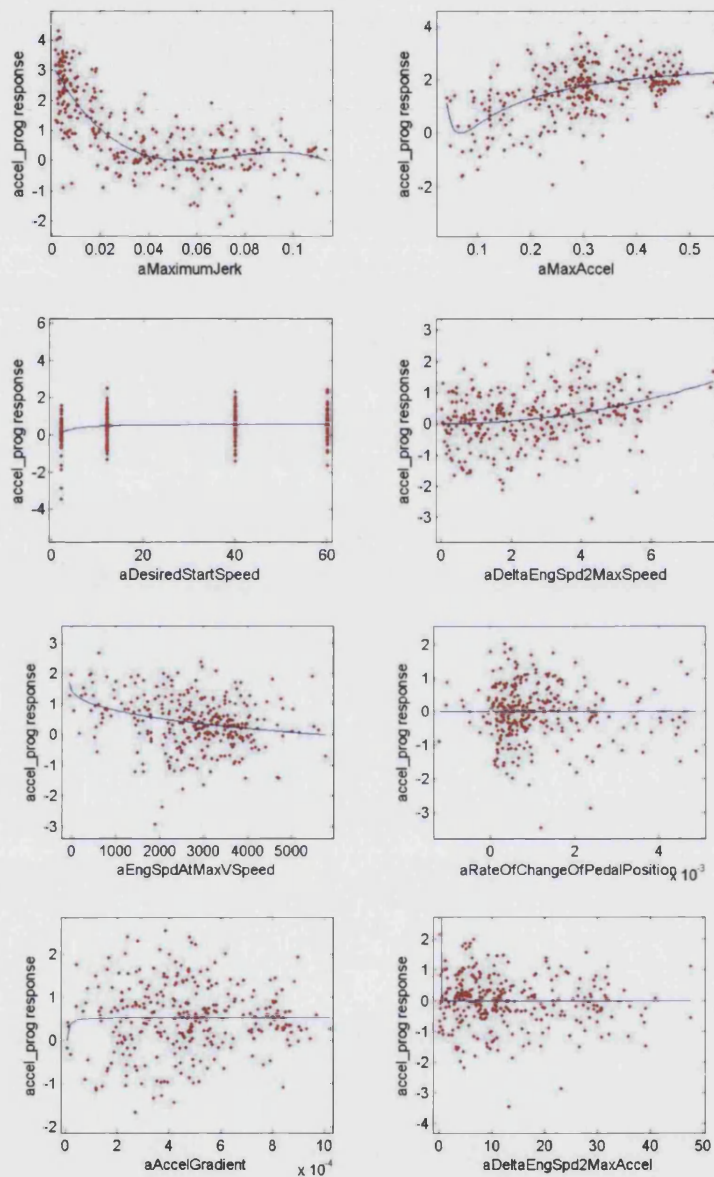 accel_prog response
4
3
2
1
0
-1
-2
0 0.02 0.04 0.06 0.08 0.1
aMaximumJerk
accel_prog response
4
2
0
-2
0.1 0.2 0.3 0.4 0.5
aMaxAccel
accel_prog response
6
4
2
0
-2
-4
0 20 40 60
aDesiredStartSpeed
accel_prog response
3
2
1
0
-1
-2
-3
0 2 4 6
aDeltaEngSpd2MaxSpeed
accel_prog response
3
2
1
0
-1
-2
-3
0 1000 2000 3000 4000 5000
aEngSpdAtMaxVSpeed
accel_prog response
2
1
0
-1
-2
-3
0 2 4
aRateOfChangeOfPedalPosition x 10-3
accel_prog response
2
1
0
-1
-2
0 2 4 6 8 10
aAccelGradient
x 10-4
accel_prog response
2
1
0
-1
-2
-3
-4
0 10 20 30 40 50
aDeltaEngSpd2MaxAccel